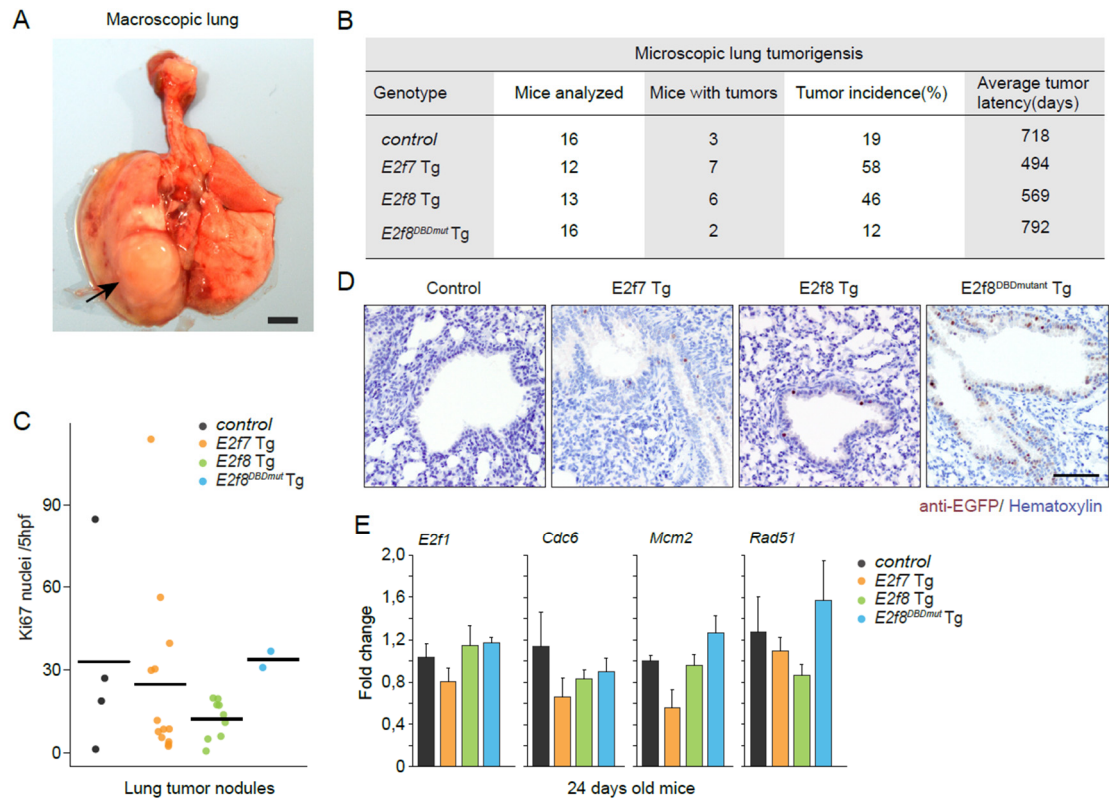 A
Macroscopic lung
B
Microscopic lung tumorigensis
Genotype Mice analyzed Mice with tumors Tumor incidence(%) Average tumor
latency(days)
control 16 3 19 718
E2f7 Tg 12 7 58 494
E2f8 Tg 13 6 46 569
E2f8DBDmut Tg 16 2 12 792
C
control
E2f7 Tg
E2f8 Tg
E2f8DBDmut Tg
Ki67 nuclei /5hpf
90
60
30
0
Lung tumor nodules
D
Control E2f7 Tg E2f8 Tg E2f8DBDmutant Tg
anti-EGFP/ Hematoxylin
E
E2f1 Cdc6 Mcm2 Rad51
Fold change
2,0
1,6
1,2
0,8
0,4
0
control
E2f7 Tg
E2f8 Tg
E2f8DBDmut Tg
24 days old mice